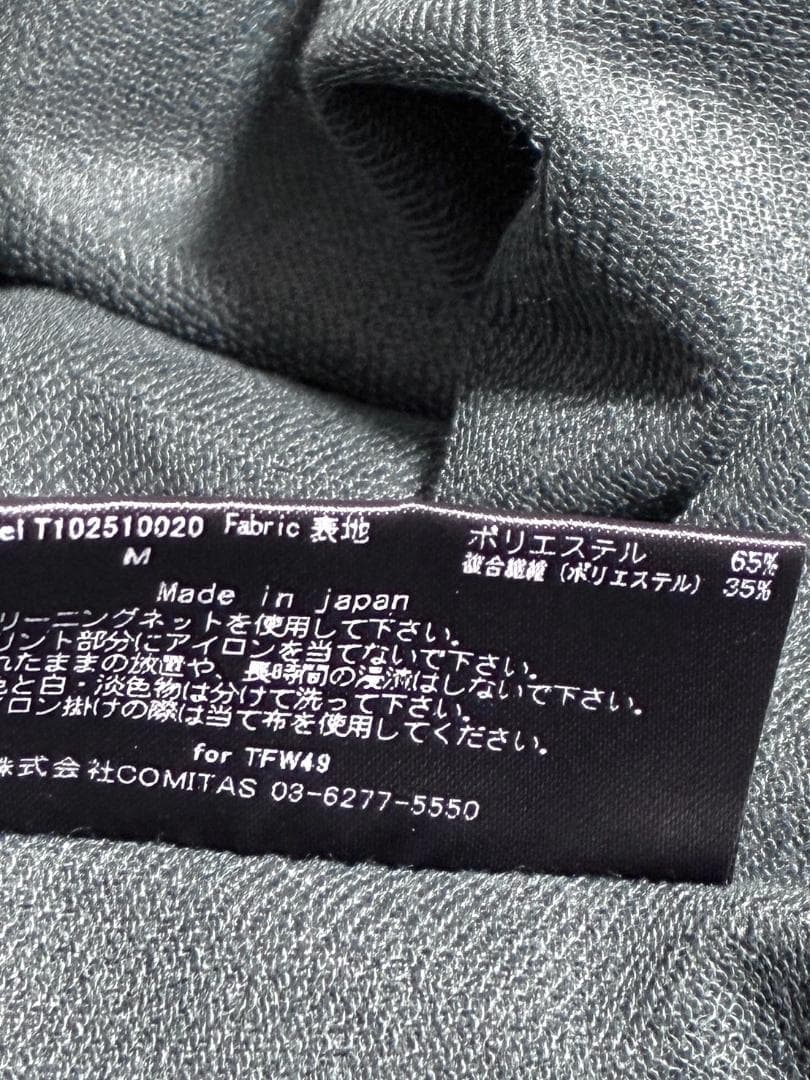 el T102510020 Fabric 表地 ポリエステル 65%
M 複合繊維 (ポリエステル) 35%
Made in japan
リーニングネットを使用して下さい。
リント部分にアイロンを当てないで下さい。
れたままの放置や、長時間の浸漬はしないで下さい。
色と白・淡色物は分けて洗って下さい。
イロン掛けの際は当て布を使用してください。
for TFW49
株式会社COMITAS 03-6277-5550